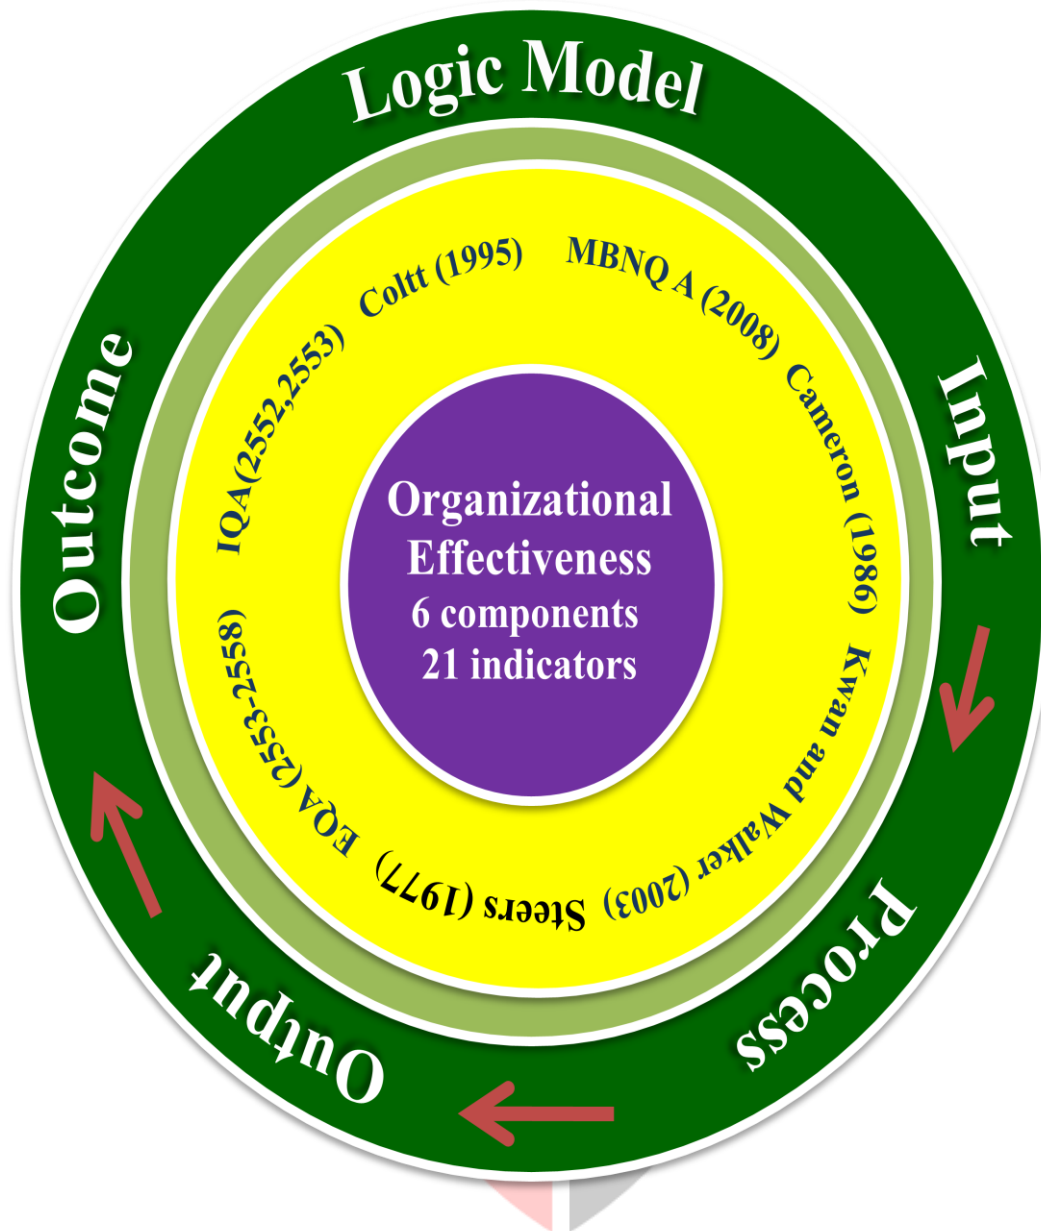 Logic Model
Input
Process
Output
Outcome
Coltt (1995)
MBNQ A (2008)
Cameron (1986)
Kwan and Walker (2003)
Steers (1977)
EQA (2553-2558)
IQA(2552,2553)
Organizational
Effectiveness
6 components
21 indicators